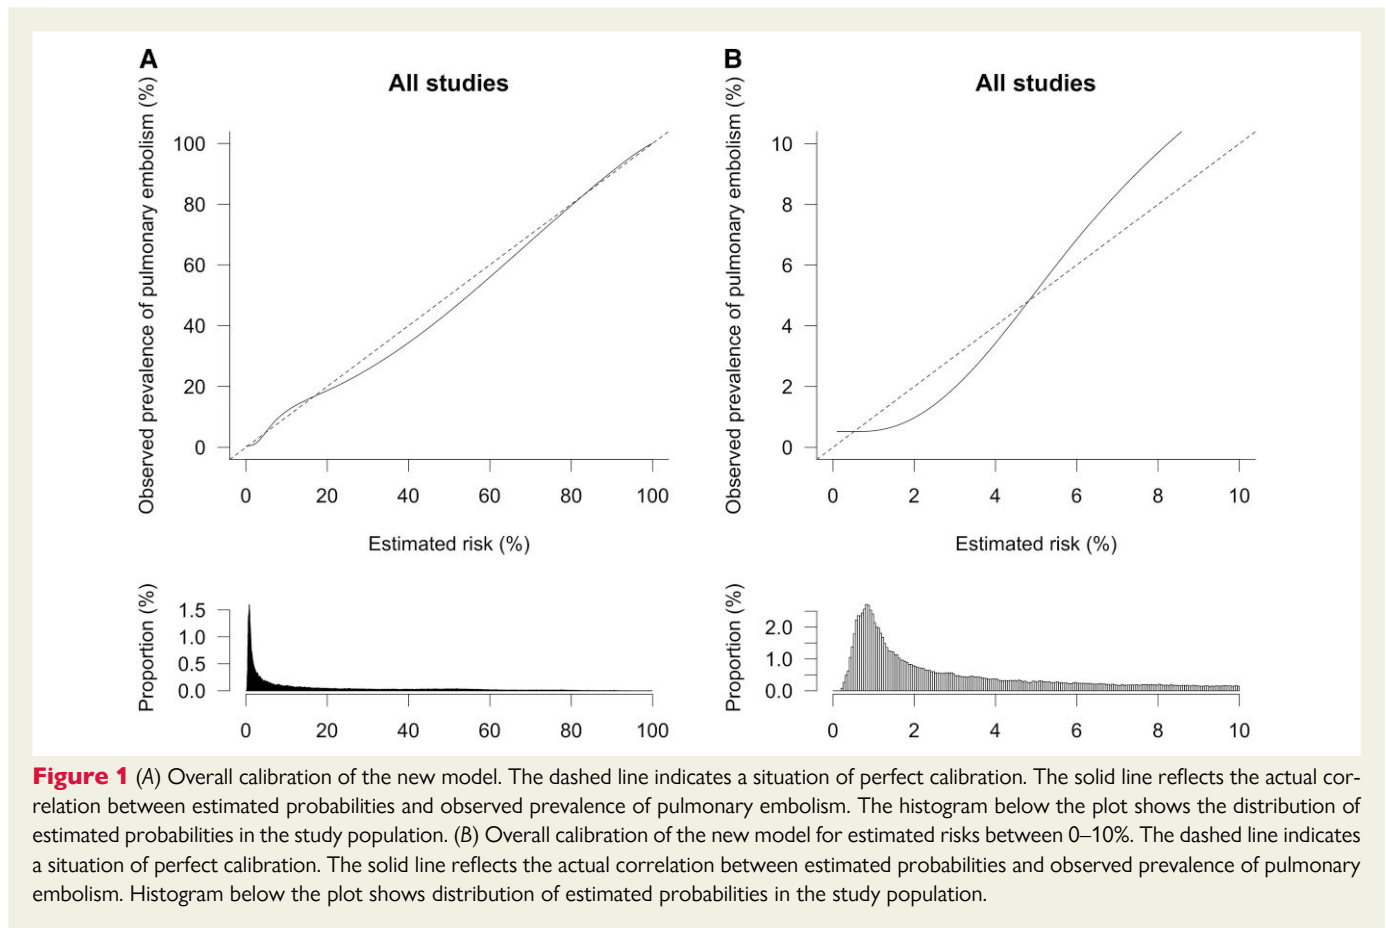 A
All studies
Observed prevalence of pulmonary embolism (%)
100
80
60
40
20
0
0 20 40 60 80 100
Estimated risk (%)
Proportion (%)
1.5
1.0
0.5
0.0
0 20 40 60 80 100
B
All studies
Observed prevalence of pulmonary embolism (%)
10
8
6
4
2
0
0 2 4 6 8 10
Estimated risk (%)
Proportion (%)
2.0
1.0
0.0
0 2 4 6 8 10
Figure 1 (A) Overall calibration of the new model. The dashed line indicates a situation of perfect calibration. The solid line reflects the actual cor-
relation between estimated probabilities and observed prevalence of pulmonary embolism. The histogram below the plot shows the distribution of
estimated probabilities in the study population. (B) Overall calibration of the new model for estimated risks between 0–10%. The dashed line indicates
a situation of perfect calibration. The solid line reflects the actual correlation between estimated probabilities and observed prevalence of pulmonary
embolism. Histogram below the plot shows distribution of estimated probabilities in the study population.